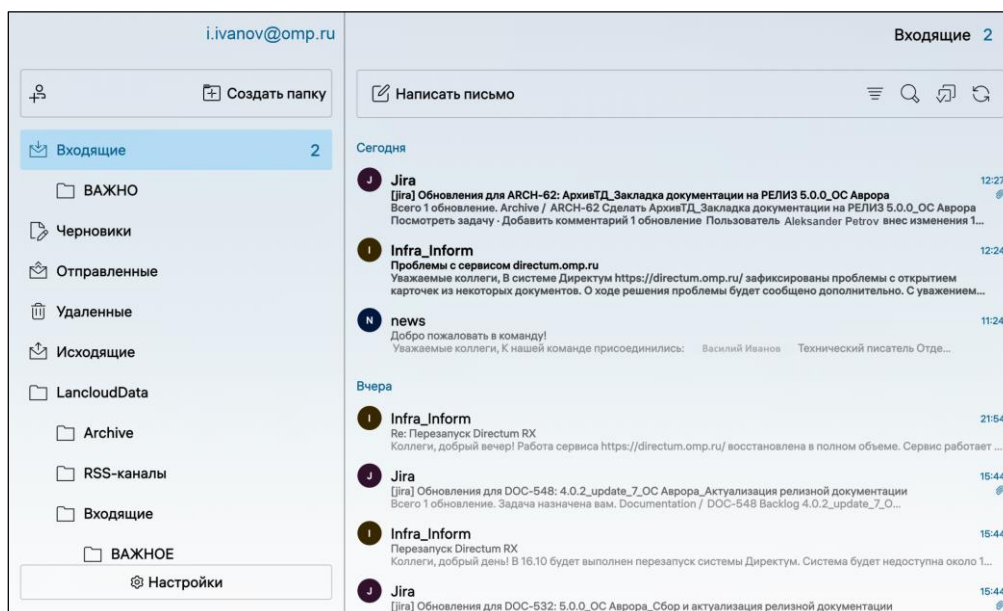 i.ivanov@omp.ru
Создать папку
Входящие 2
ВАЖНО
Черновики
Отправленные
Удаленные
Исходящие
LancloudData
Archive
RSS-каналы
Входящие
ВАЖНОЕ
Настройки
Входящие 2
Написать письмо
Сегодня
J Jira 12:27
[jira] Обновления для ARCH-62: АрхивТД_Закладка документации на РЕЛИЗ 5.0.0_ОС Аврора
Всего 1 обновление. Archive / ARCH-62 Сделать АрхивТД_Закладка документации на РЕЛИЗ 5.0.0_ОС Аврора
Посмотреть задачу · Добавить комментарий 1 обновление Пользователь Aleksander Petrov внес изменения 1...
I Infra_Inform 12:24
Проблемы с сервисом directum.omp.ru
Уважаемые коллеги, В системе Директум https://directum.omp.ru/ зафиксированы проблемы с открытием
карточек из некоторых документов. О ходе решения проблемы будет сообщено дополнительно. С уважением...
N news 11:24
Добро пожаловать в команду!
Уважаемые коллеги, К нашей команде присоединились: Василий Иванов Технический писатель Отде...
Вчера
I Infra_Inform 21:54
Re: Перезапуск Directum RX
Коллеги, добрый вечер! Работа сервиса https://directum.omp.ru/ восстановлена в полном объеме. Сервис работает ...
J Jira 15:44
[jira] Обновления для DOC-548: 4.0.2_update_7_ОС Аврора_Актуализация релизной документации
Всего 1 обновление. Задача назначена вам. Documentation / DOC-548 Backlog 4.0.2_update_7_О...
I Infra_Inform 15:44
Перезапуск Directum RX
Коллеги, добрый день! В 16.10 будет выполнен перезапуск системы Директум. Система будет недоступна около 1...
J Jira 15:44
[jira] Обновления для DOC-532: 5.0.0_ОС Аврора_Сбор и актуализация релизной документации